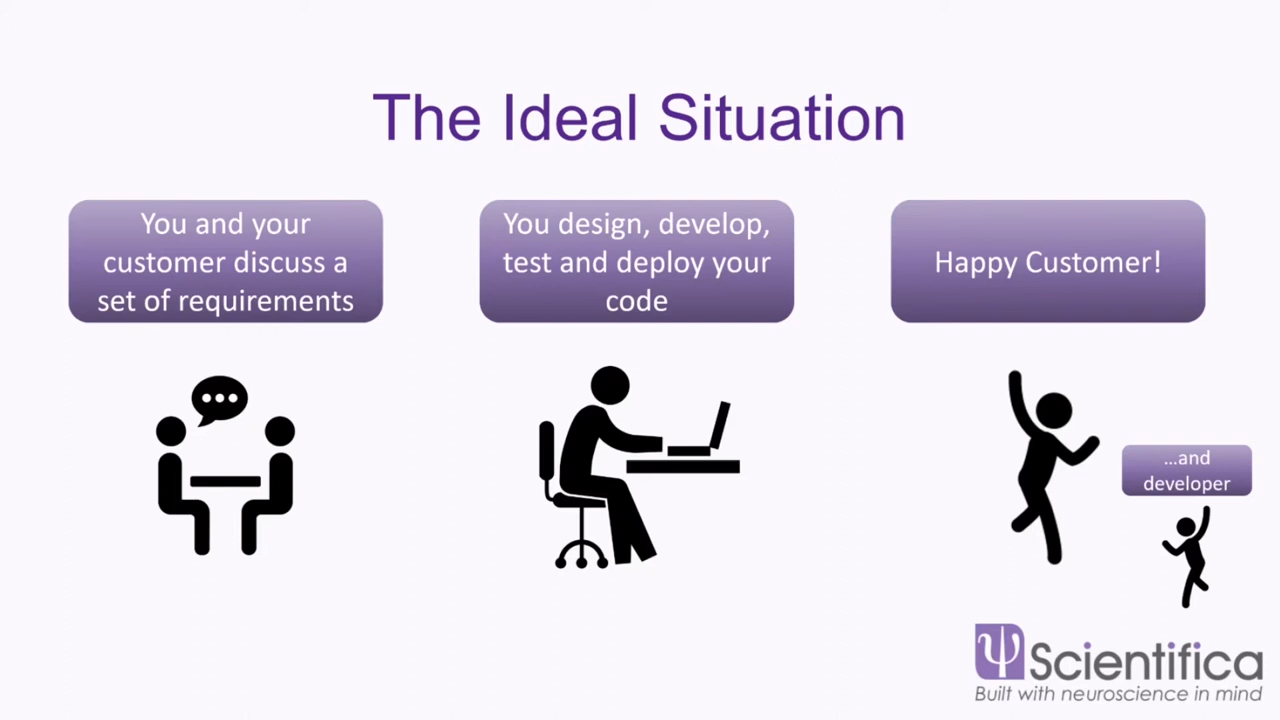 The Ideal Situation
You and your
customer discuss a
set of requirements
You design, develop,
test and deploy your
code
Happy Customer!
...and
developer
Scientifica
Built with neuroscience in mind